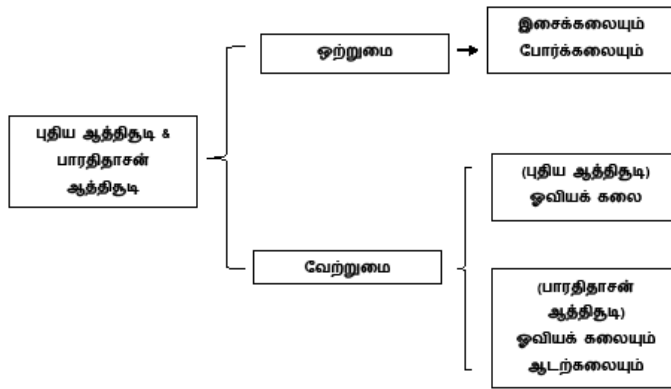 புதிய ஆத்திசூடி &
பாரதிதாசன்
ஆத்திசூடி
ஒற்றுமை
இசைக்கலையும்
போர்க்கலையும்
வேற்றுமை
(புதிய ஆத்திசூடி)
ஓவியக் கலை
(பாரதிதாசன்
ஆத்திசூடி)
ஓவியக் கலையும்
ஆடற்கலையும்